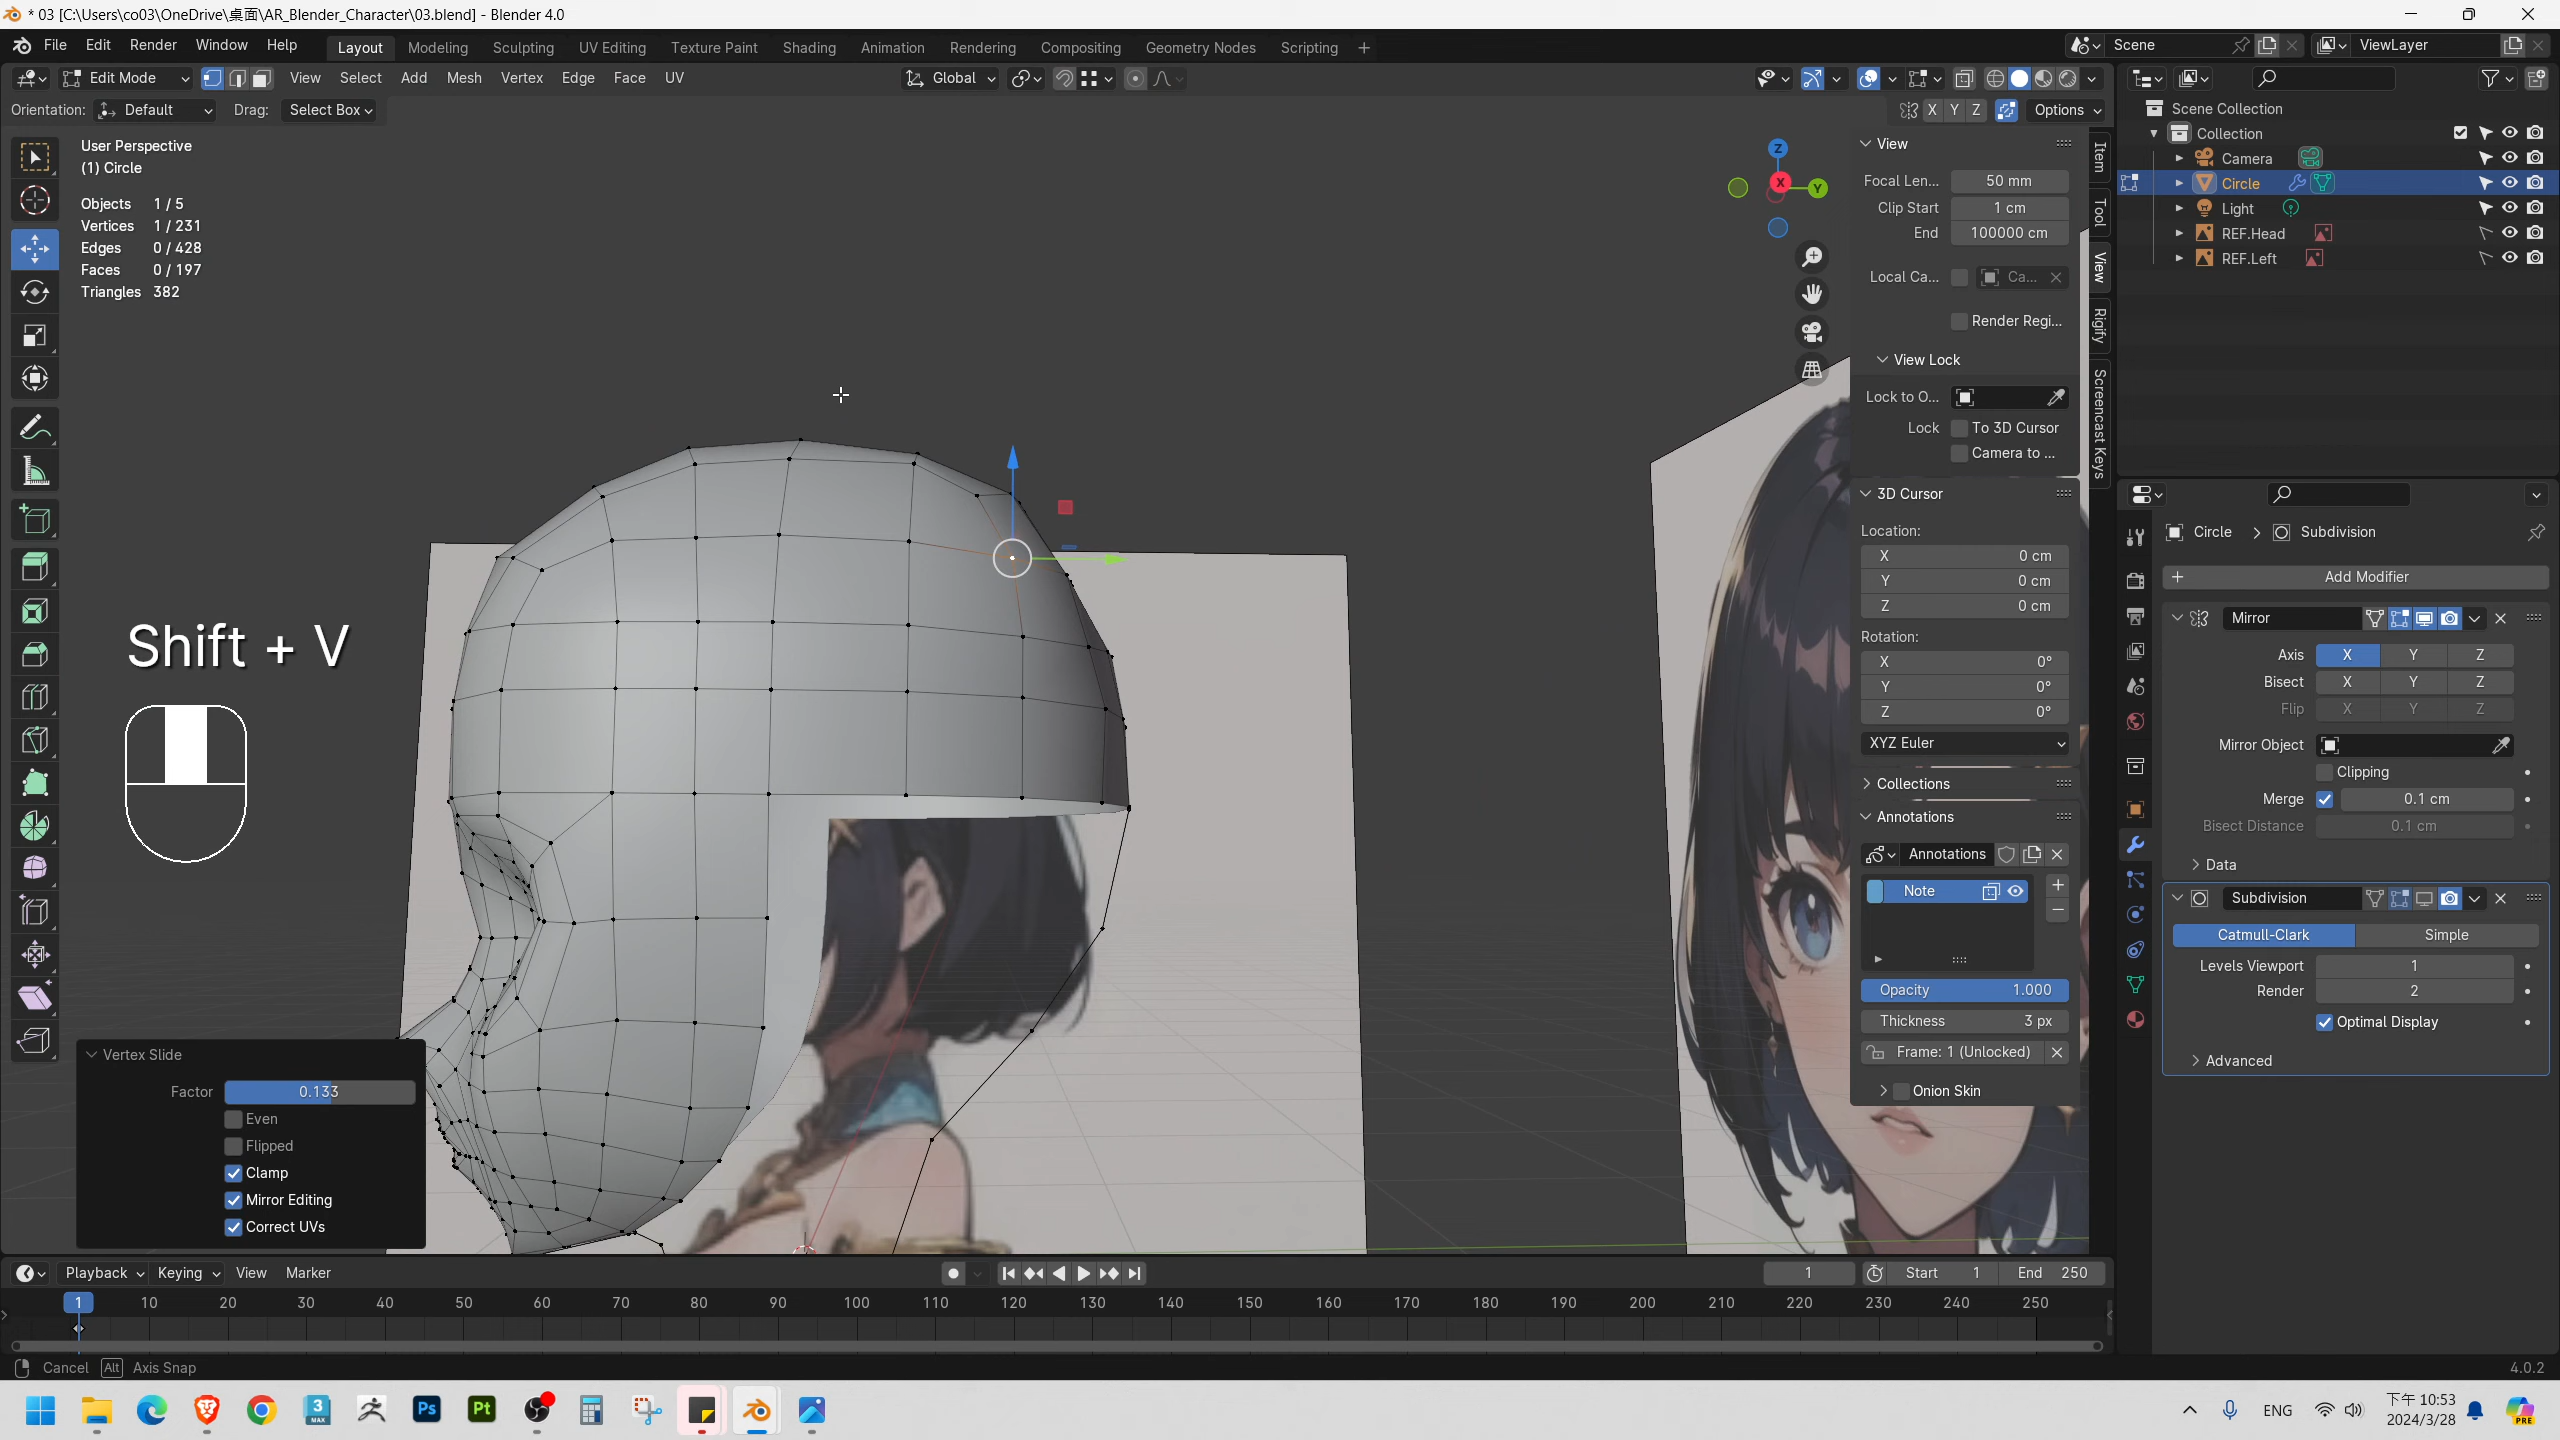 * 03 [C:\Users\co03\OneDrive\桌面\AR_Blender_Character\03.blend] - Blender 4.0
File Edit Render Window Help Layout Modeling Sculpting UV Editing Texture Paint Shading Animation Rendering Compositing Geometry Nodes Scripting + Scene ViewLayer
Edit Mode View Select Add Mesh Vertex Edge Face UV Global
Orientation: Default Drag: Select Box X Y Z Options
User Perspective
(1) Circle
Objects 1 / 5
Vertices 1 / 231
Edges 0 / 428
Faces 0 / 197
Triangles 382
Z
X
Y
Shift + V
Vertex Slide
Factor 0.133
Even
Flipped
Clamp
Mirror Editing
Correct UVs
View
Focal Len... 50 mm
Clip Start 1 cm
End 100000 cm
Local Ca... Ca...
Render Regi...
View Lock
Lock to O...
Lock To 3D Cursor
Camera to ...
3D Cursor
Location:
X 0 cm
Y 0 cm
Z 0 cm
Rotation:
X 0°
Y 0°
Z 0°
XYZ Euler
Collections
Annotations
Annotations
Note
Opacity 1.000
Thickness 3 px
Frame: 1 (Unlocked)
Onion Skin
Item
Tool
View
Rigify
Screencast Keys
Scene Collection
Collection
Camera
Circle
Light
REF.Head
REF.Left
Circle > Subdivision
+ Add Modifier
Mirror
Axis X Y Z
Bisect X Y Z
Flip X Y Z
Mirror Object
Clipping
Merge 0.1 cm
Bisect Distance 0.1 cm
Data
Subdivision
Catmull-Clark Simple
Levels Viewport 1
Render 2
Optimal Display
Advanced
Playback Keying View Marker 1 Start 1 End 250
1 10 20 30 40 50 60 70 80 90 100 110 120 130 140 150 160 170 180 190 200 210 220 230 240 250
Cancel Alt Axis Snap 4.0.2
3 MAX Ps Pt ENG 下午 10:53
2024/3/28
PRE